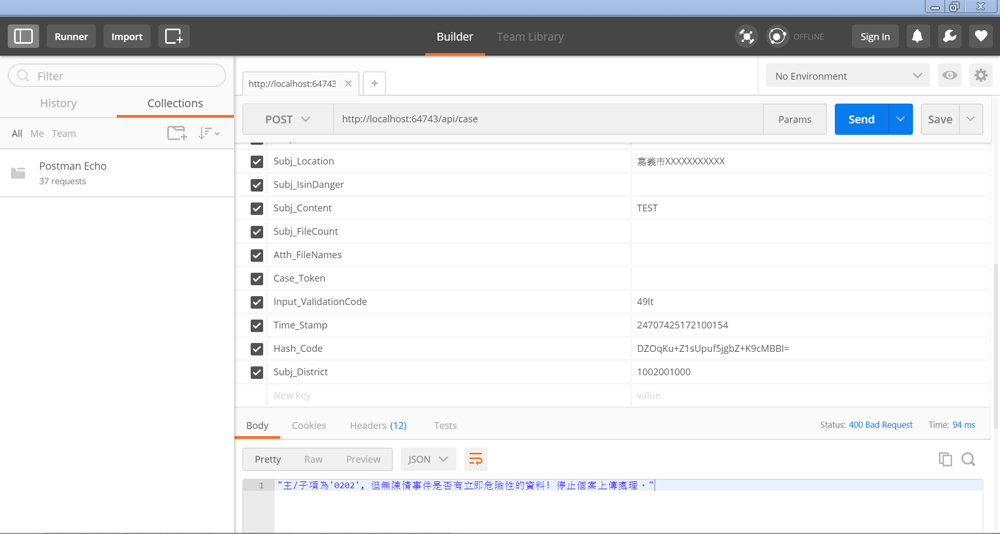 Runner
Import
Builder
Team Library
OFFLINE
Sign In
Filter
History
Collections
All Me Team
Postman Echo
37 requests
http://localhost:64743
No Environment
POST
http://localhost:64743/api/case
Params
Send
Save
Subj_Location 嘉義市XXXXXXXXXXX
Subj_IsinDanger
Subj_Content TEST
Subj_FileCount
Atth_FileNames
Case_Token
Input_ValidationCode 49lt
Time_Stamp 24707425172100154
Hash_Code DZOqKu+Z1sUpuf5jgbZ+K9cMBBI=
Subj_District 1002001000
New key value
Body
Cookies
Headers (12)
Tests
Status: 400 Bad Request
Time: 94 ms
Pretty
Raw
Preview
JSON
1 "主/子項為'0202', 但無陳情事件是否有立即危險性的資料! 停止個案上傳處理。"